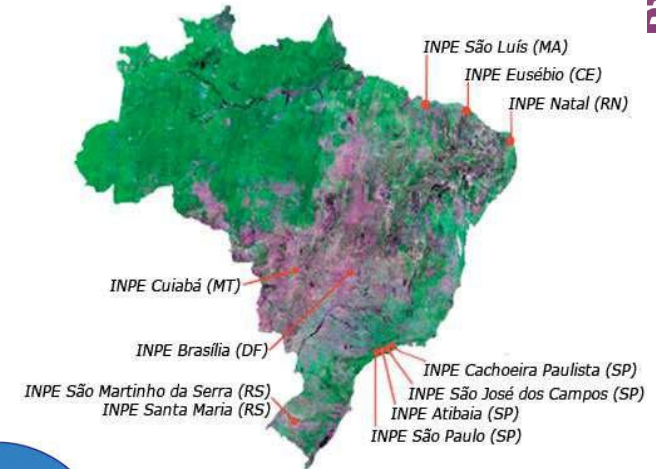 INPE São Luís (MA)
INPE Eusébio (CE)
INPE Natal (RN)
INPE Cuiabá (MT)
INPE Brasília (DF)
INPE Cachoeira Paulista (SP)
INPE São Martinho da Serra (RS)
INPE São José dos Campos (SP)
INPE Santa Maria (RS)
INPE Atibaia (SP)
INPE São Paulo (SP)